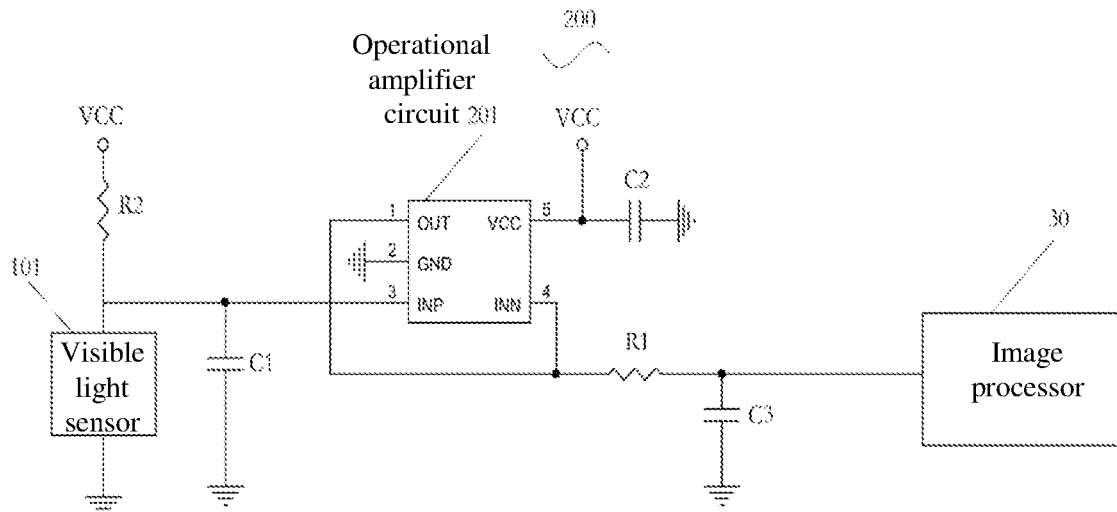 200
Operational
amplifier
circuit 201
VCC
VCC
R2
C2
1 OUT VCC 5
2 GND
3 INP INN 4
30
101
Visible
light
sensor
C1
R1
C3
Image
processor